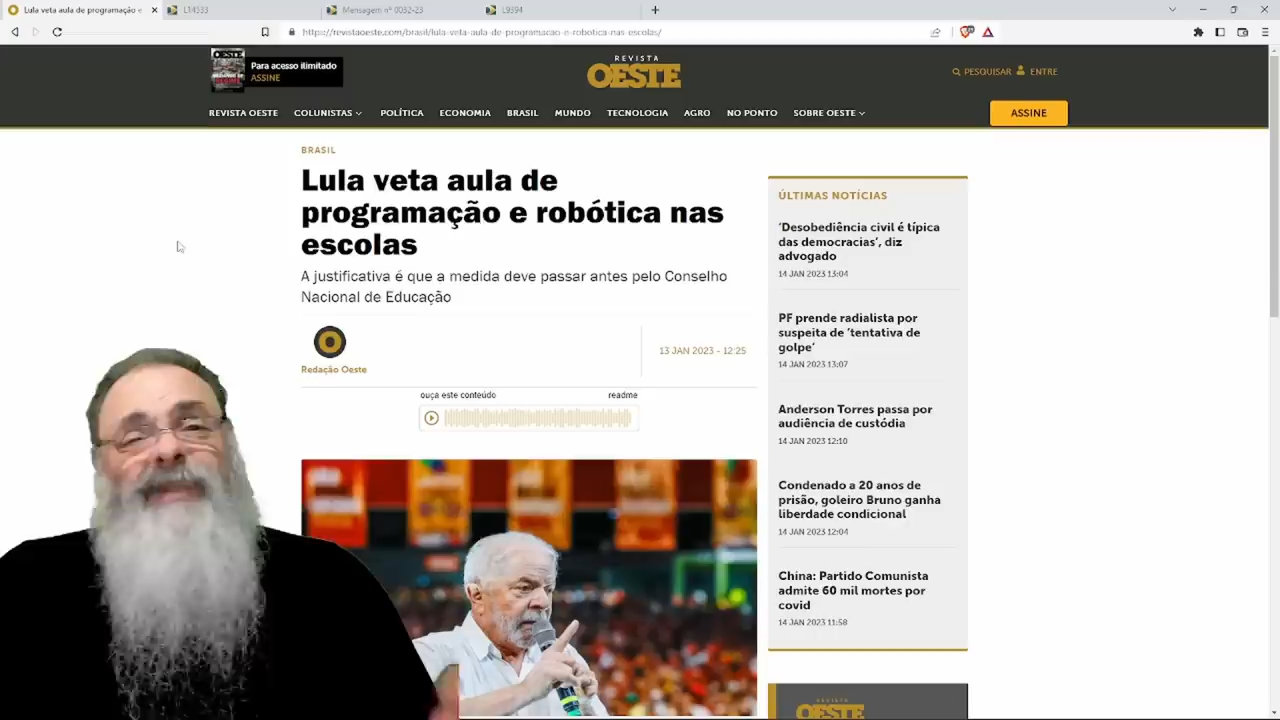 Lula veta aula de programação e
L14533
Mensagem nº 0032-23
L9394
https://revistaoeste.com/brasil/lula-veta-aula-de-programacao-e-robotica-nas-escolas/
OESTE
Para acesso ilimitado
ASSINE
REVISTA
OESTE
PESQUISAR
ENTRE
REVISTA OESTE
COLUNISTAS
POLÍTICA
ECONOMIA
BRASIL
MUNDO
TECNOLOGIA
AGRO
NO PONTO
SOBRE OESTE
ASSINE
BRASIL
Lula veta aula de
programação e robótica nas
escolas
A justificativa é que a medida deve passar antes pelo Conselho
Nacional de Educação
Redação Oeste
13 JAN 2023 - 12:25
ouça este conteúdo
readme
ÚLTIMAS NOTÍCIAS
‘Desobediência civil é típica
das democracias’, diz
advogado
14 JAN 2023 13:04
PF prende radialista por
suspeita de ‘tentativa de
golpe’
14 JAN 2023 13:07
Anderson Torres passa por
audiência de custódia
14 JAN 2023 12:10
Condenado a 20 anos de
prisão, goleiro Bruno ganha
liberdade condicional
14 JAN 2023 12:04
China: Partido Comunista
admite 60 mil mortes por
covid
14 JAN 2023 11:58
REVISTA
OESTE